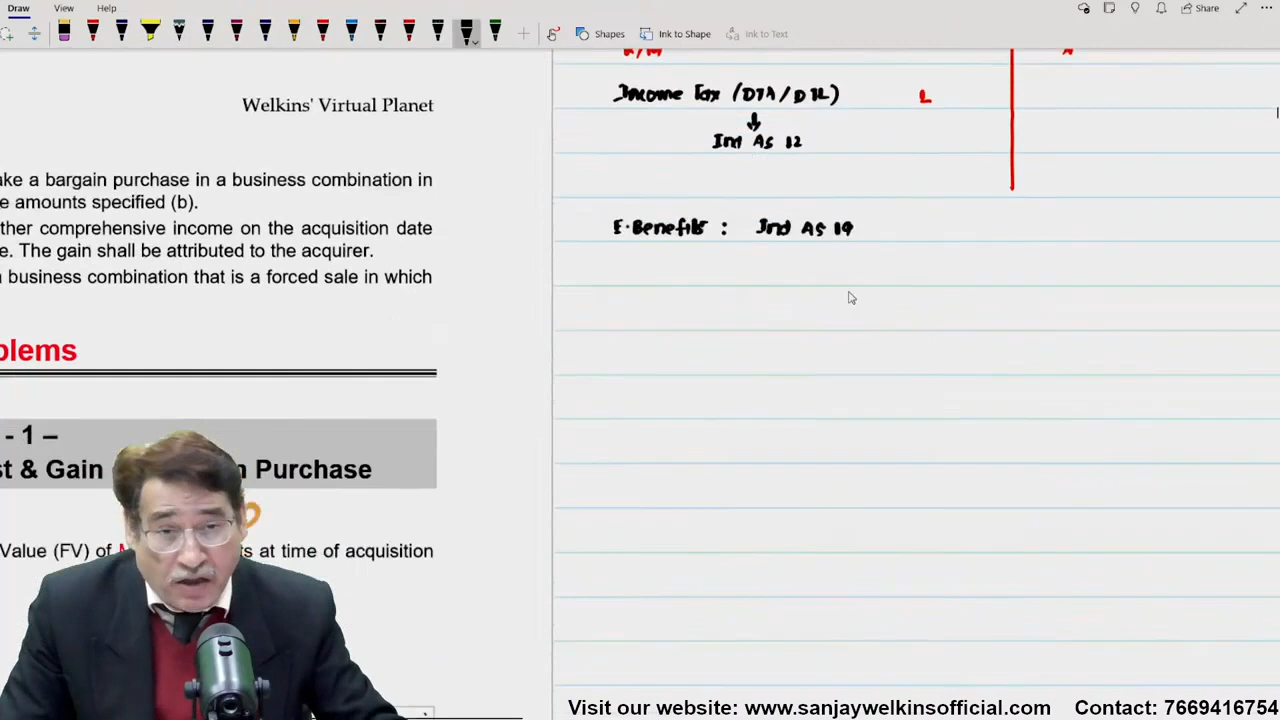 Draw View Help
Share
Shapes Ink to Shape Ink to Text
Welkins' Virtual Planet
ake a bargain purchase in a business combination in
e amounts specified (b).
ther comprehensive income on the acquisition date
e. The gain shall be attributed to the acquirer.
a business combination that is a forced sale in which
blems
- 1 –
st & Gain
n Purchase
Value (FV) of
s at time of acquisition
Income Tax (DTA/DTL) L
Ind As 12
E. Benefits : Ind As 19
Visit our website: www.sanjaywelkinsofficial.com Contact: 7669416754